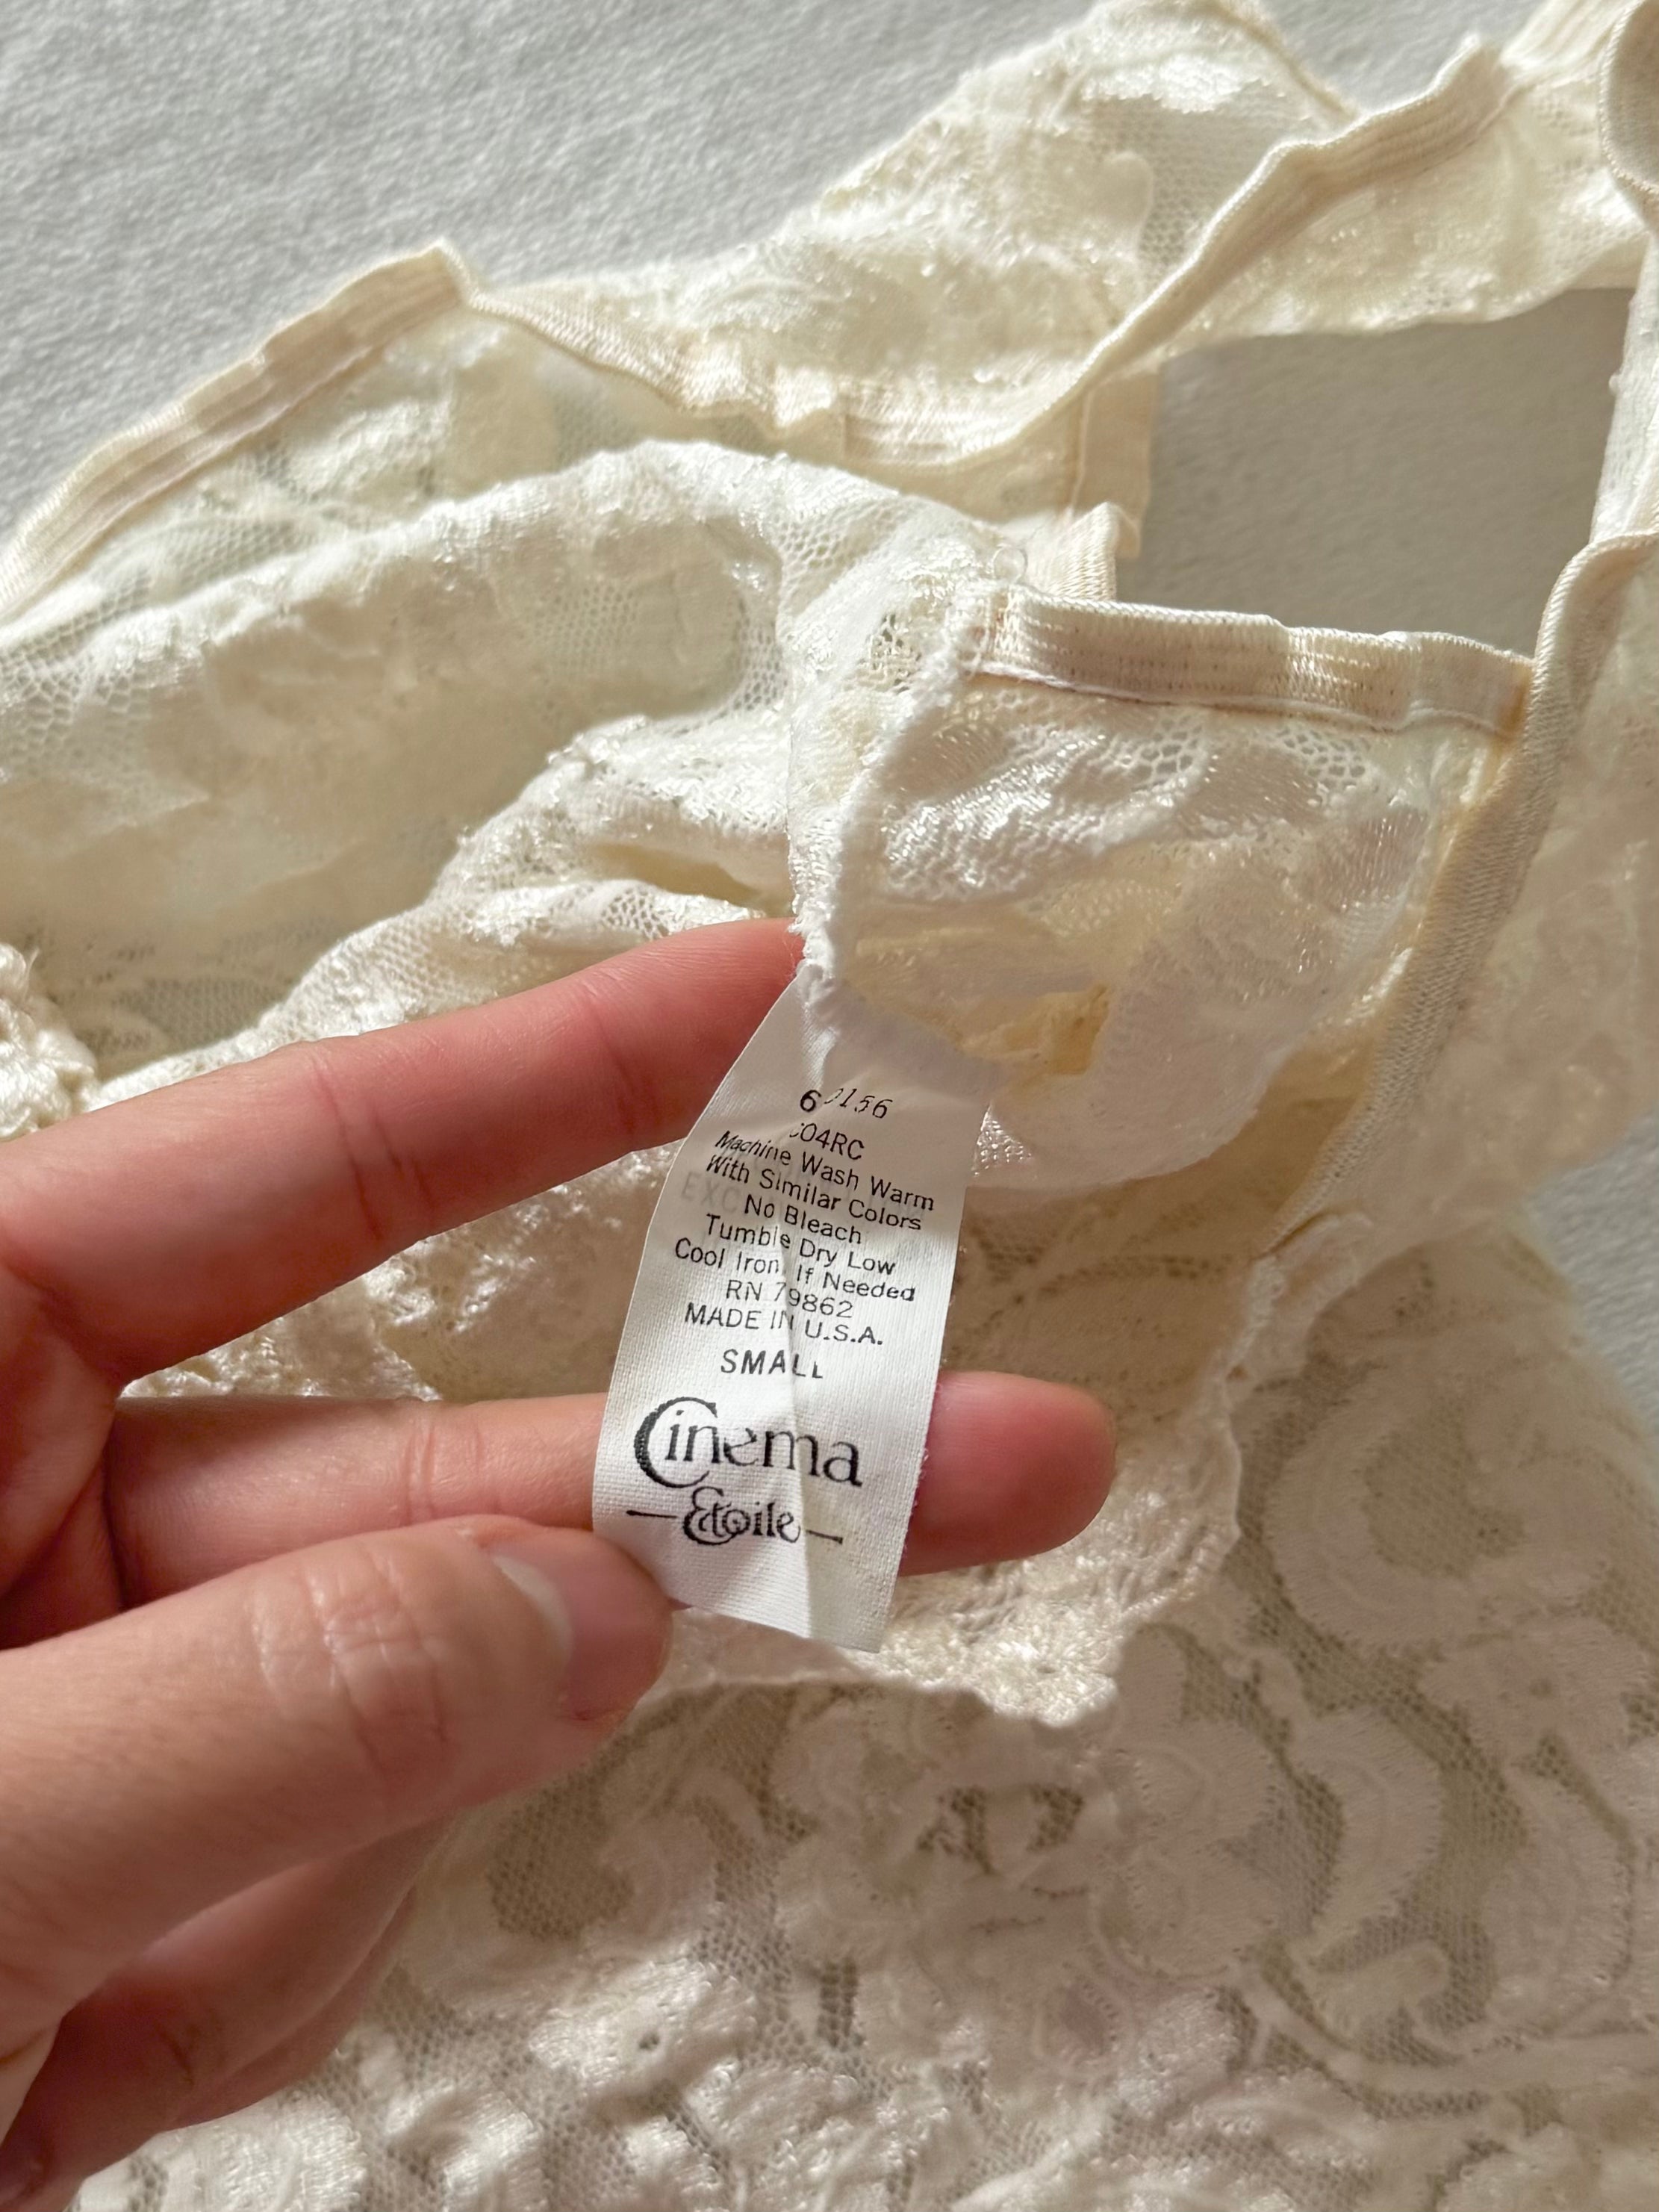 Machine Wash Warm
With Similar Colors
No Bleach
Tumble Dry Low
Cool Iron, If Needed
RN 79862
MADE IN U.S.A.
SMALL
Cinema
Etoile